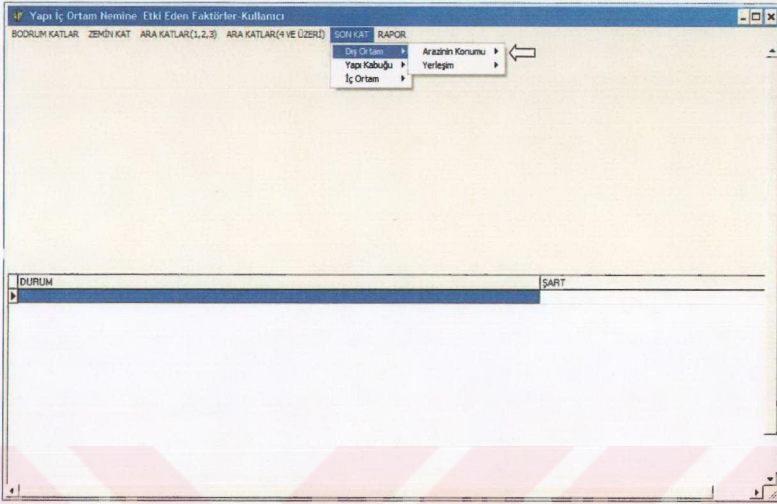 Yapı İç Ortam Nemine Etki Eden Faktörler-Kullanıcı
BODRUM KATLAR ZEMİN KAT ARA KATLAR(1,2,3) ARA KATLAR(4 VE ÜZERİ) SON KAT RAPOR
Dış Ortam Arazinin Konumu
Yapı Kabuğu Yerleşim
İç Ortam
DURUM ŞART